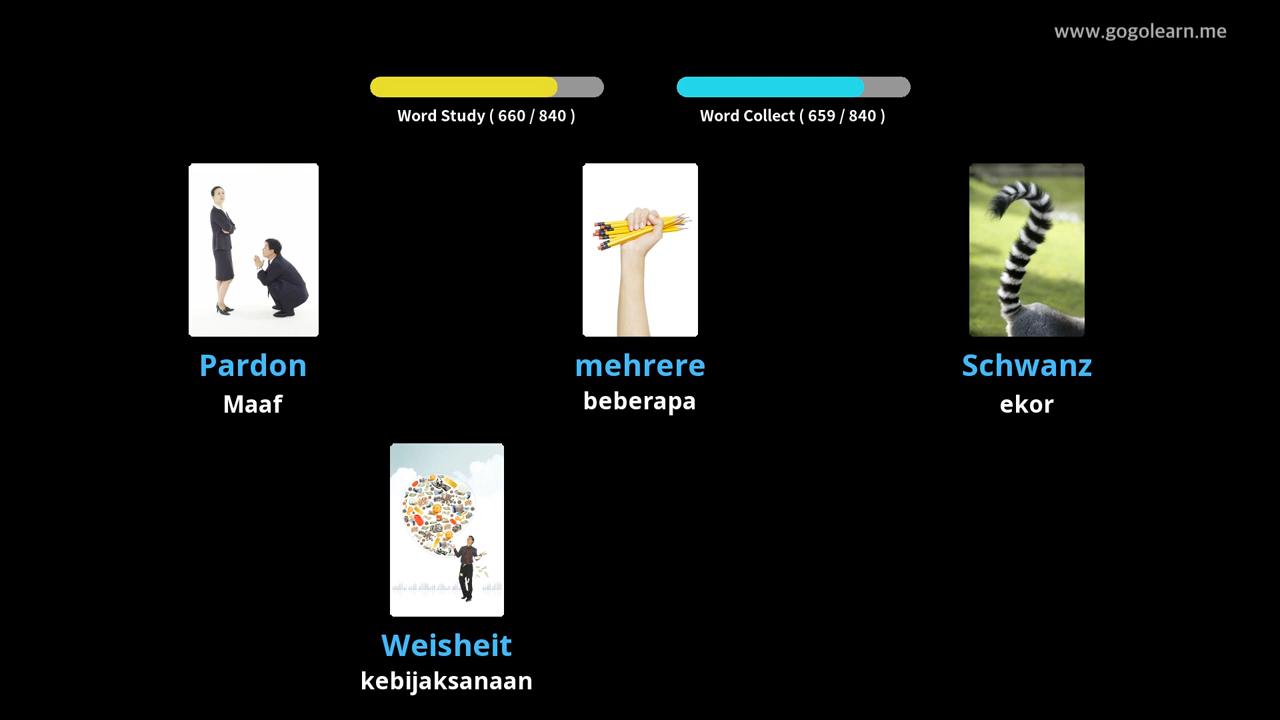 www.gogolearn.me
Word Study ( 660 / 840 )
Word Collect ( 659 / 840 )
Pardon
Maaf
mehrere
beberapa
Schwanz
ekor
Weisheit
kebijaksanaan